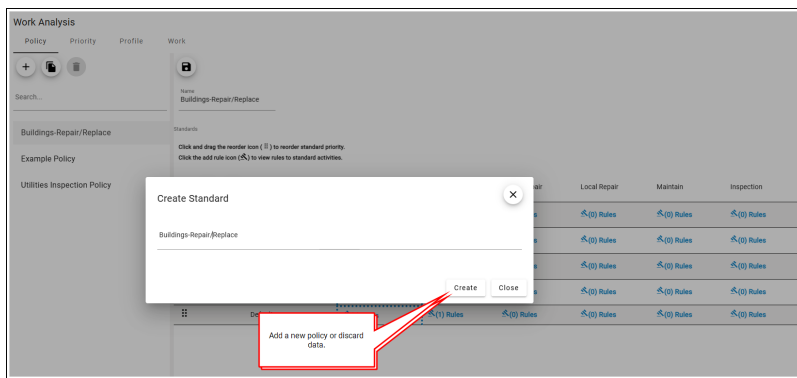 Work Analysis
Policy Priority Profile Work
Search...
Name
Buildings-Repair/Replace
Standards
Buildings-Repair/Replace
Click and drag the reorder icon ( ⠿ ) to reorder standard priority.
Click the add rule icon ( ) to view rules to standard activities.
Example Policy
Utilities Inspection Policy
Local Repair Maintain Inspection
(0) Rules (0) Rules (0) Rules
(0) Rules (0) Rules (0) Rules
(0) Rules (0) Rules (0) Rules
(0) Rules (0) Rules (0) Rules
(1) Rules (0) Rules (0) Rules (0) Rules (0) Rules
Create Standard
Buildings-Repair/Replace
Create Close
Add a new policy or discard
data.